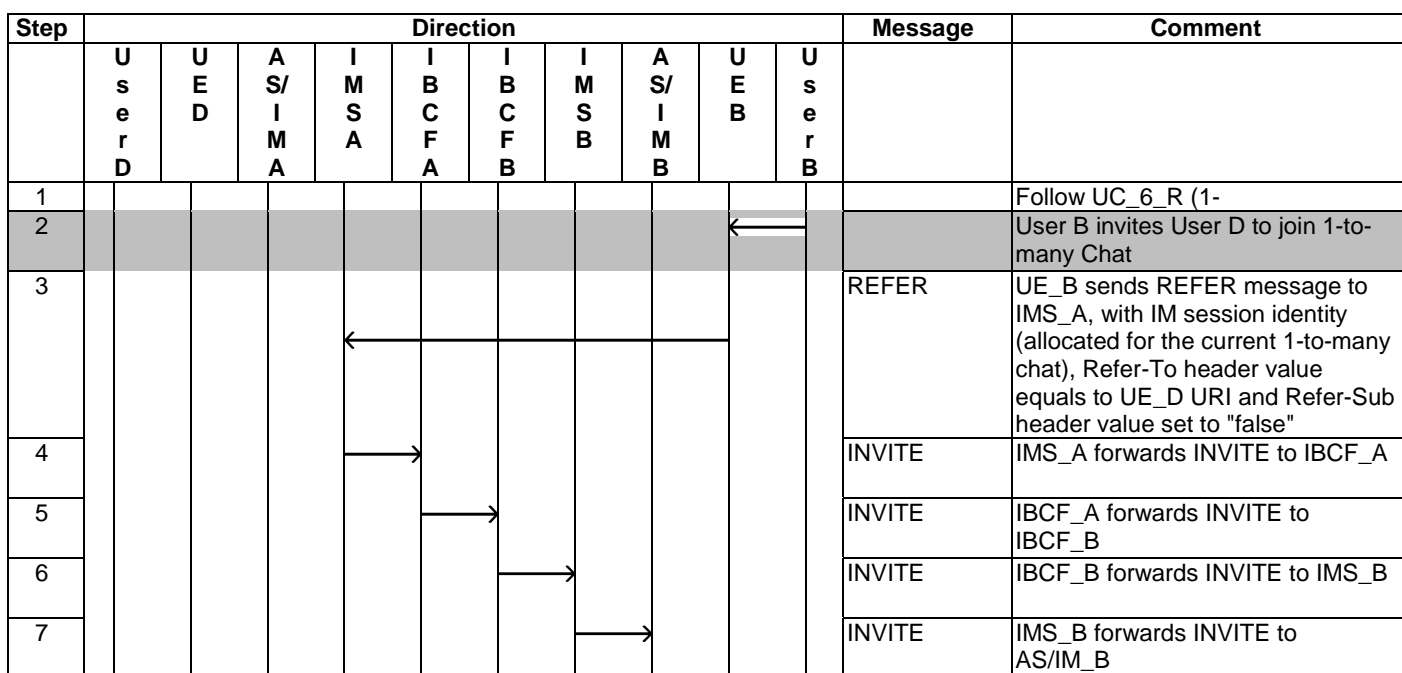 Step Direction Message Comment
U U A I I I I A U U
s E S/ M B B M S/ E s
e D I S C C S I B e
r M A F F B M r
D A A B B B
1 Follow UC_6_R (1-
2 User B invites User D to join 1-to-
many Chat
3 REFER UE_B sends REFER message to
IMS_A, with IM session identity
(allocated for the current 1-to-many
chat), Refer-To header value
equals to UE_D URI and Refer-Sub
header value set to "false"
4 INVITE IMS_A forwards INVITE to IBCF_A
5 INVITE IBCF_A forwards INVITE to
IBCF_B
6 INVITE IBCF_B forwards INVITE to IMS_B
7 INVITE IMS_B forwards INVITE to
AS/IM_B